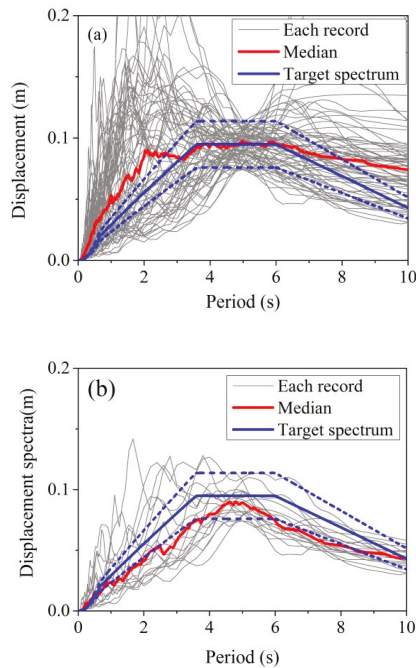 (a)
Each record
Median
Target spectrum
Displacement (m)
0.2
0.1
0.0
0 2 4 6 8 10
Period (s)
(b)
Each record
Median
Target spectrum
Displacement spectra(m)
0.2
0.1
0.0
0 2 4 6 8 10
Period (s)